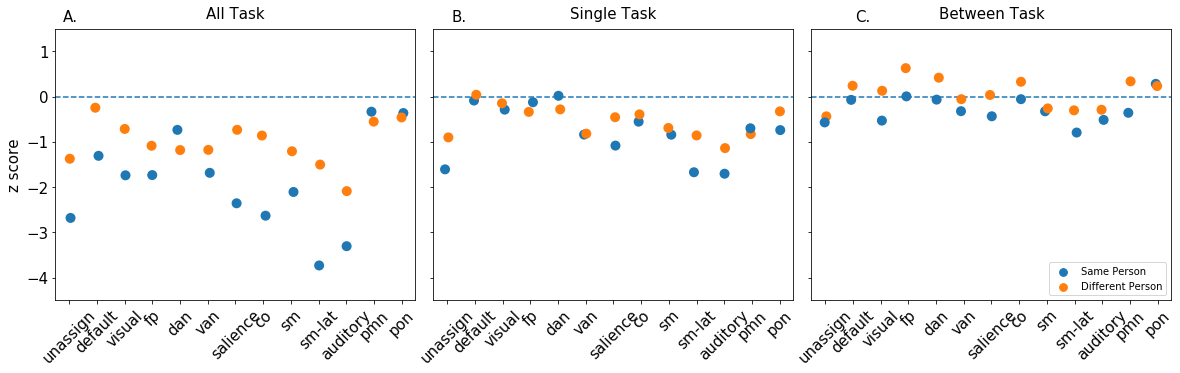 A.
All Task
B.
Single Task
C.
Between Task
z score
1
0
−1
−2
−3
−4
unassign
default
visual
fp
dan
van
salience
co
sm
sm-lat
auditory
pmn
pon
unassign
default
visual
fp
dan
van
salience
co
sm
sm-lat
auditory
pmn
pon
unassign
default
visual
fp
dan
van
salience
co
sm
sm-lat
auditory
pmn
pon
Same Person
Different Person